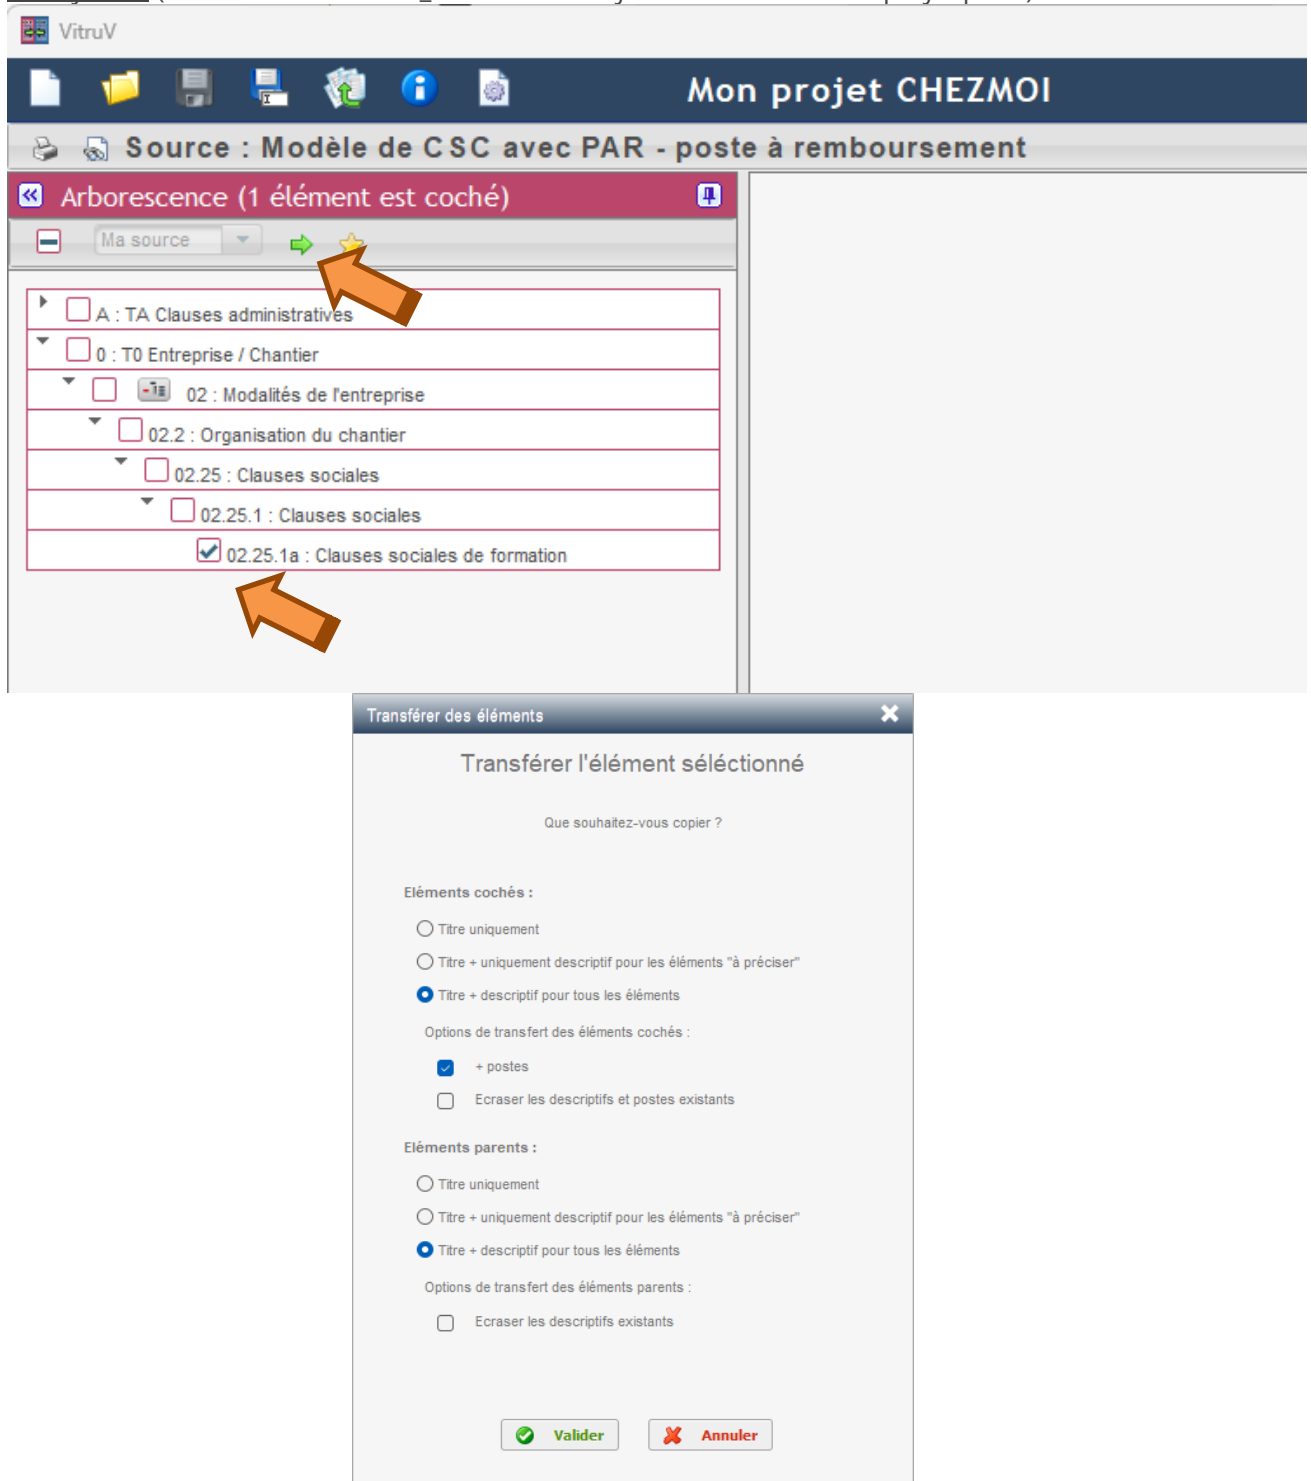 VitruV
Mon projet CHEZMOI
Source : Modèle de CSC avec PAR - poste à remboursement
Arborescence (1 élément est coché)
Ma source
A : TA Clauses administratives
0 : T0 Entreprise / Chantier
02 : Modalités de l'entreprise
02.2 : Organisation du chantier
02.25 : Clauses sociales
02.25.1 : Clauses sociales
02.25.1a : Clauses sociales de formation
Transférer des éléments
Transférer l'élément séléctionné
Que souhaitez-vous copier ?
Eléments cochés :
Titre uniquement
Titre + uniquement descriptif pour les éléments "à préciser"
Titre + descriptif pour tous les éléments
Options de transfert des éléments cochés :
+ postes
Ecraser les descriptifs et postes existants
Eléments parents :
Titre uniquement
Titre + uniquement descriptif pour les éléments "à préciser"
Titre + descriptif pour tous les éléments
Options de transfert des éléments parents :
Ecraser les descriptifs existants
Valider
Annuler